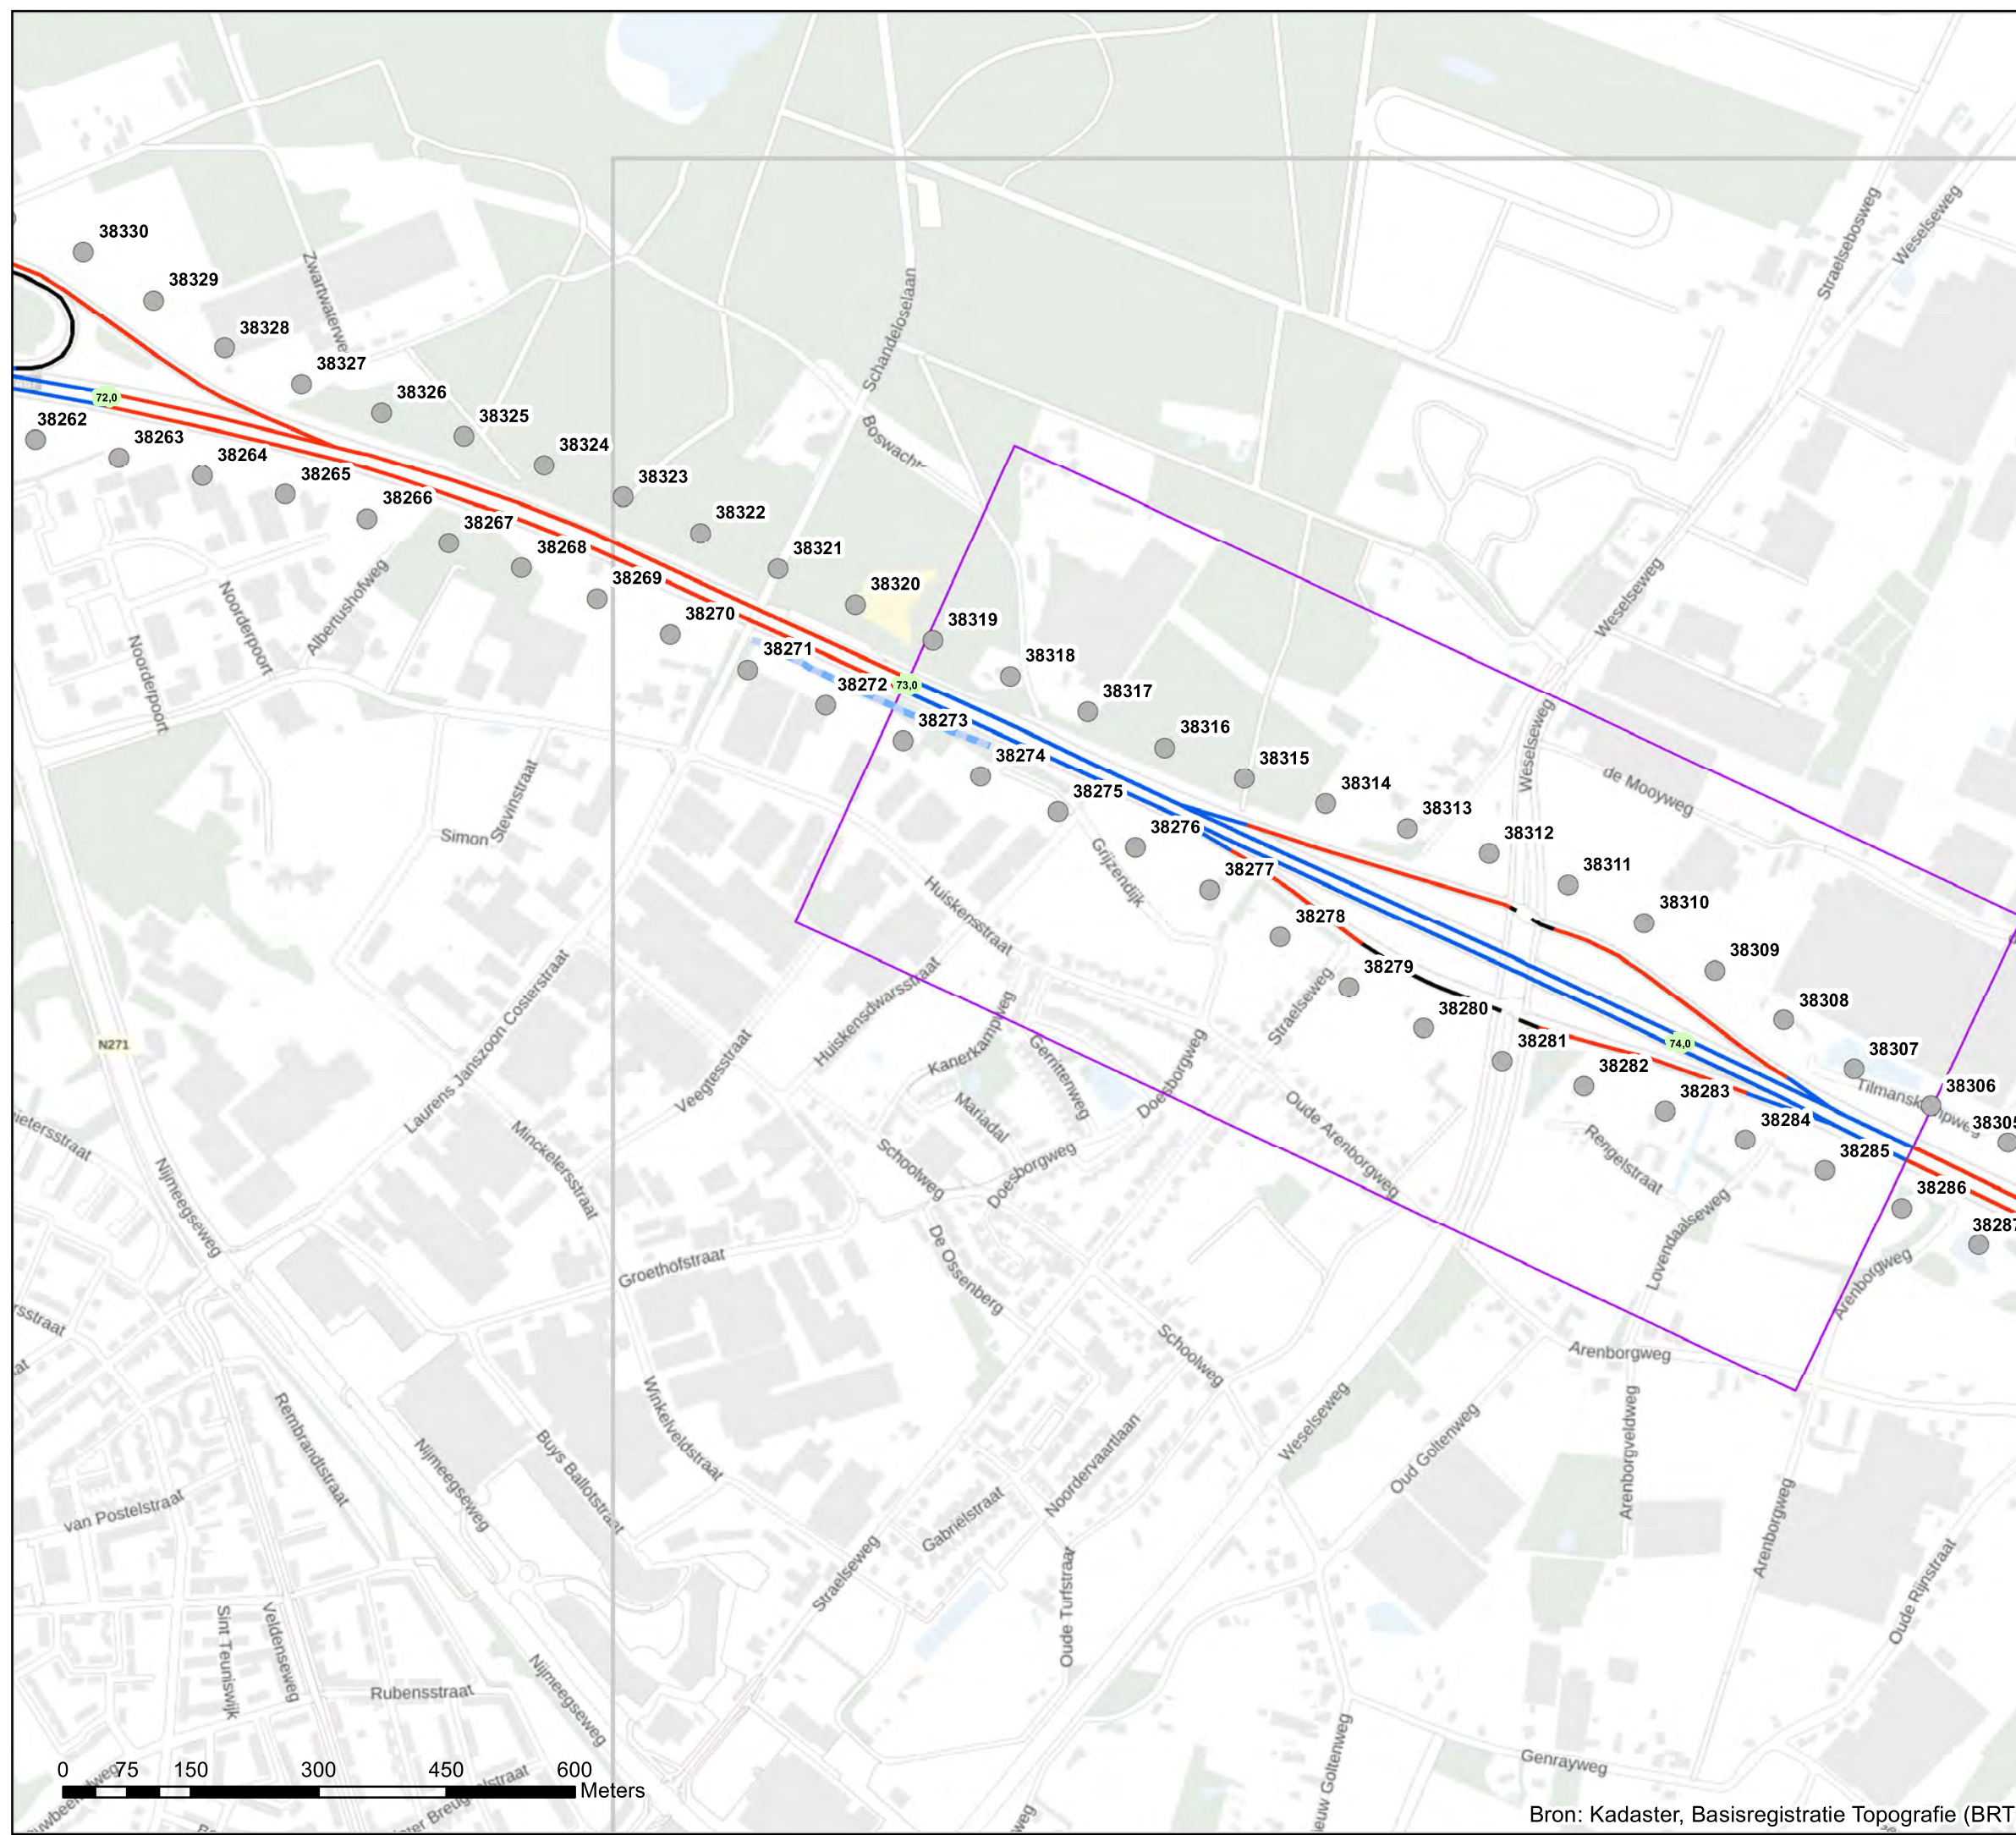 38330
38329
38328
38327
38326
38325
38324
38323
38322
38321
38320
38319
38318
38317
38316
38315
38314
38313
38312
38311
38310
38309
38308
38307
38306
38262
38263
38264
38265
38266
38267
38268
38269
38270
38271
38272
38273
38274
38275
38276
38277
38278
38279
38280
38281
38282
38283
38284
38285
38286
38287
72,0
73,0
74,0
Schandeloselaan
Straelsebosweg
Weselseweg
Weselseweg
Weselseweg
de Mooyweg
Noorderpoort
Noorderpoort
Albertushofweg
Simon Stevinstraat
Grijzendijk
Huiskensstraat
Huiskensdwarsstraat
Kanerkampweg
Gerrittenweg
Mariadal
Doesborgweg
Doesborgweg
Straelseweg
Oude Arenborgweg
Rengelstraat
Lovendaalseweg
Arenborgweg
Arenborgweg
N271
Laurens Janszoon Costerstraat
Veegtesstraat
Minckelersstraat
Schoolweg
De Ossenberg
Groethofstraat
Nijmeegseweg
Schoolweg
Weselseweg
Oud Goltenweg
Arenborgveldweg
Arenborgweg
Oude Rijnstraat
Winkelveldstraat
Buys Ballotstraat
Nijmeegseweg
Rembrandtstraat
van Postelstraat
Noordervaartlaan
Gabriëlstraat
Straelseweg
Oude Turfstraat
Sint Teuniswijk
Veldenseweg
Rubensstraat
Nijmeegseweg
Genrayweg
0 75 150 300 450 600
Meters
Bron: Kadaster, Basisregistratie Topografie (BRT